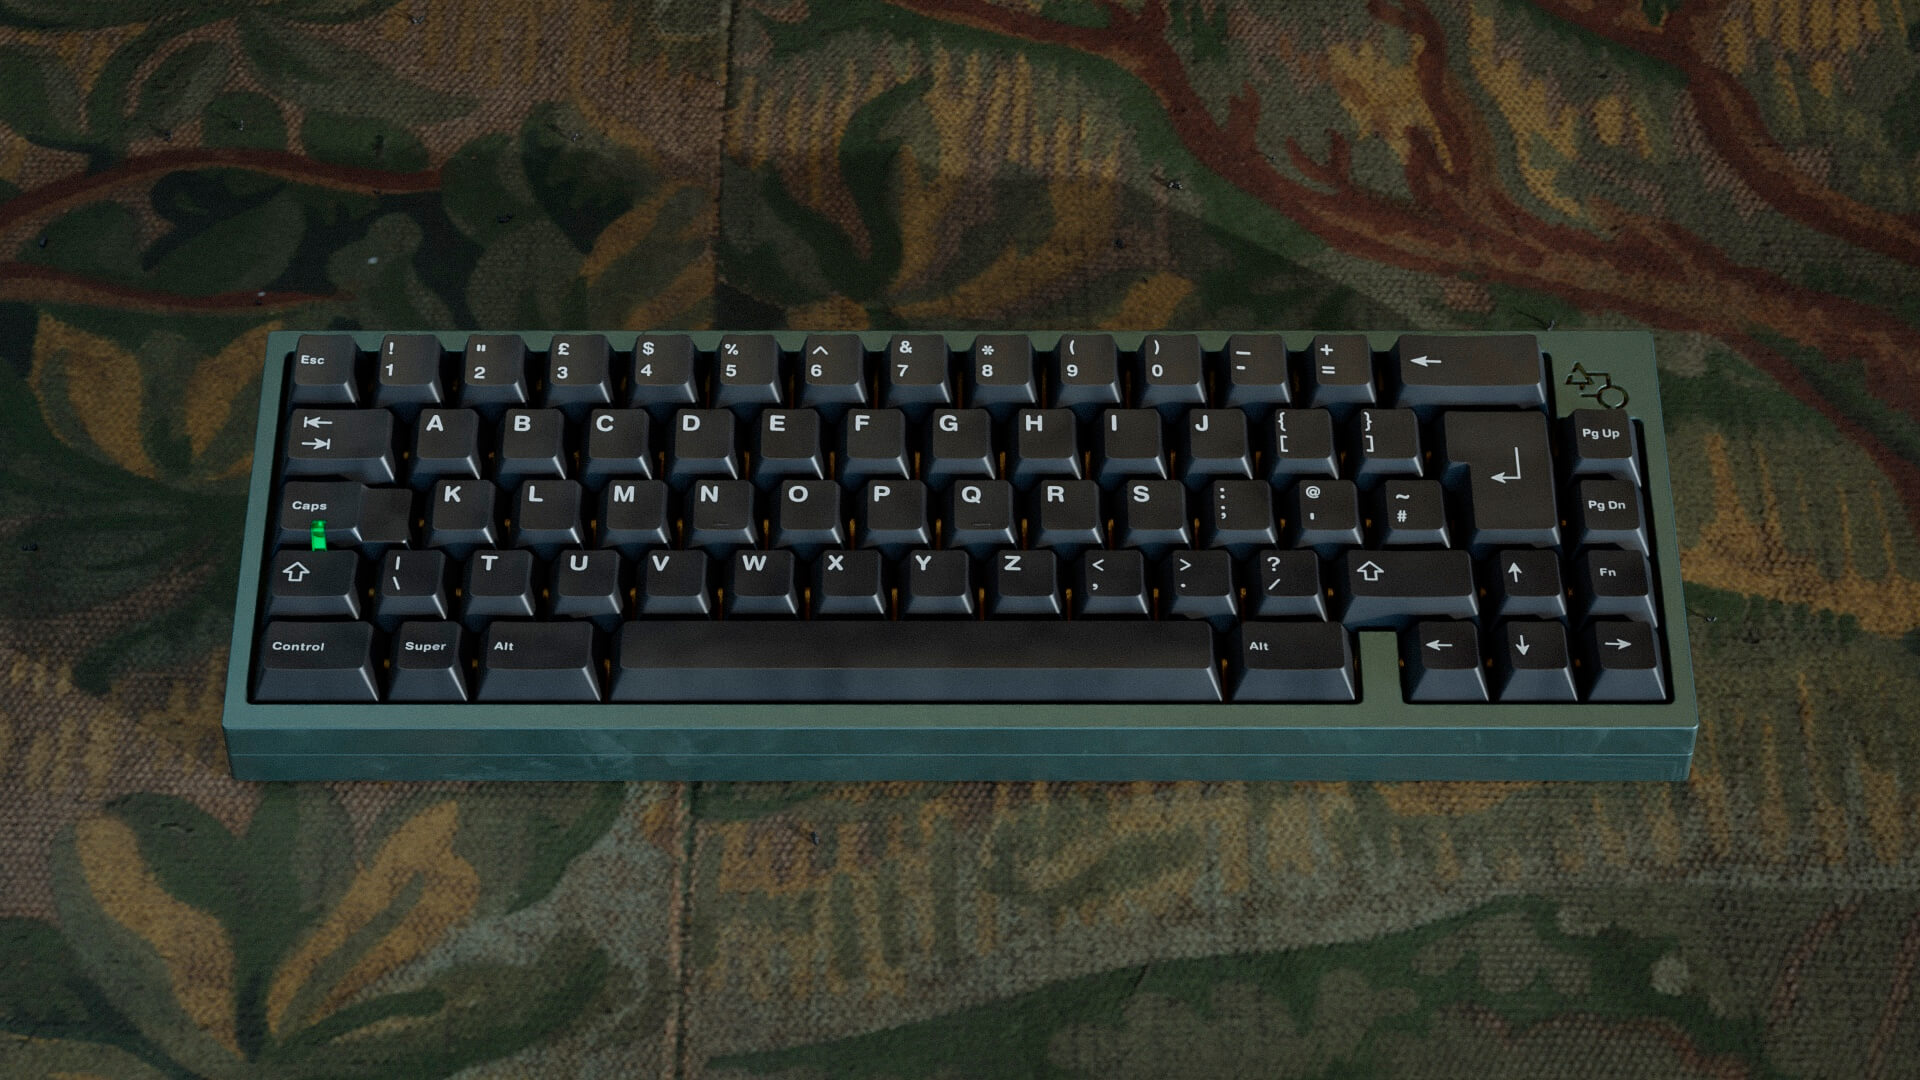 Esc ! 1 " 2 £ 3 $ 4 % 5 ^ 6 & 7 * 8 ( 9 ) 0 _ - + = ←
⇤ ⇥ A B C D E F G H I J { [ } ] ↵ Pg Up
Caps K L M N O P Q R S : ; @ ' ~ # Pg Dn
⇧ | \ T U V W X Y Z < , > . ? / ⇧ ↑ Fn
Control Super Alt Alt ← ↓ →